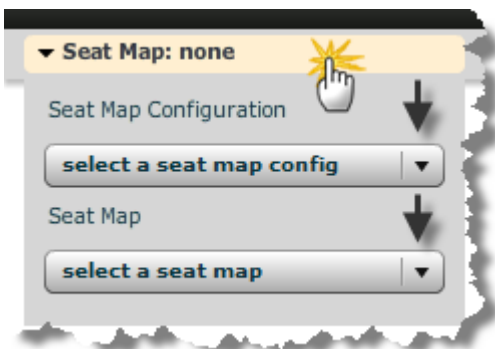 Seat Map: none
Seat Map Configuration
select a seat map config
Seat Map
select a seat map